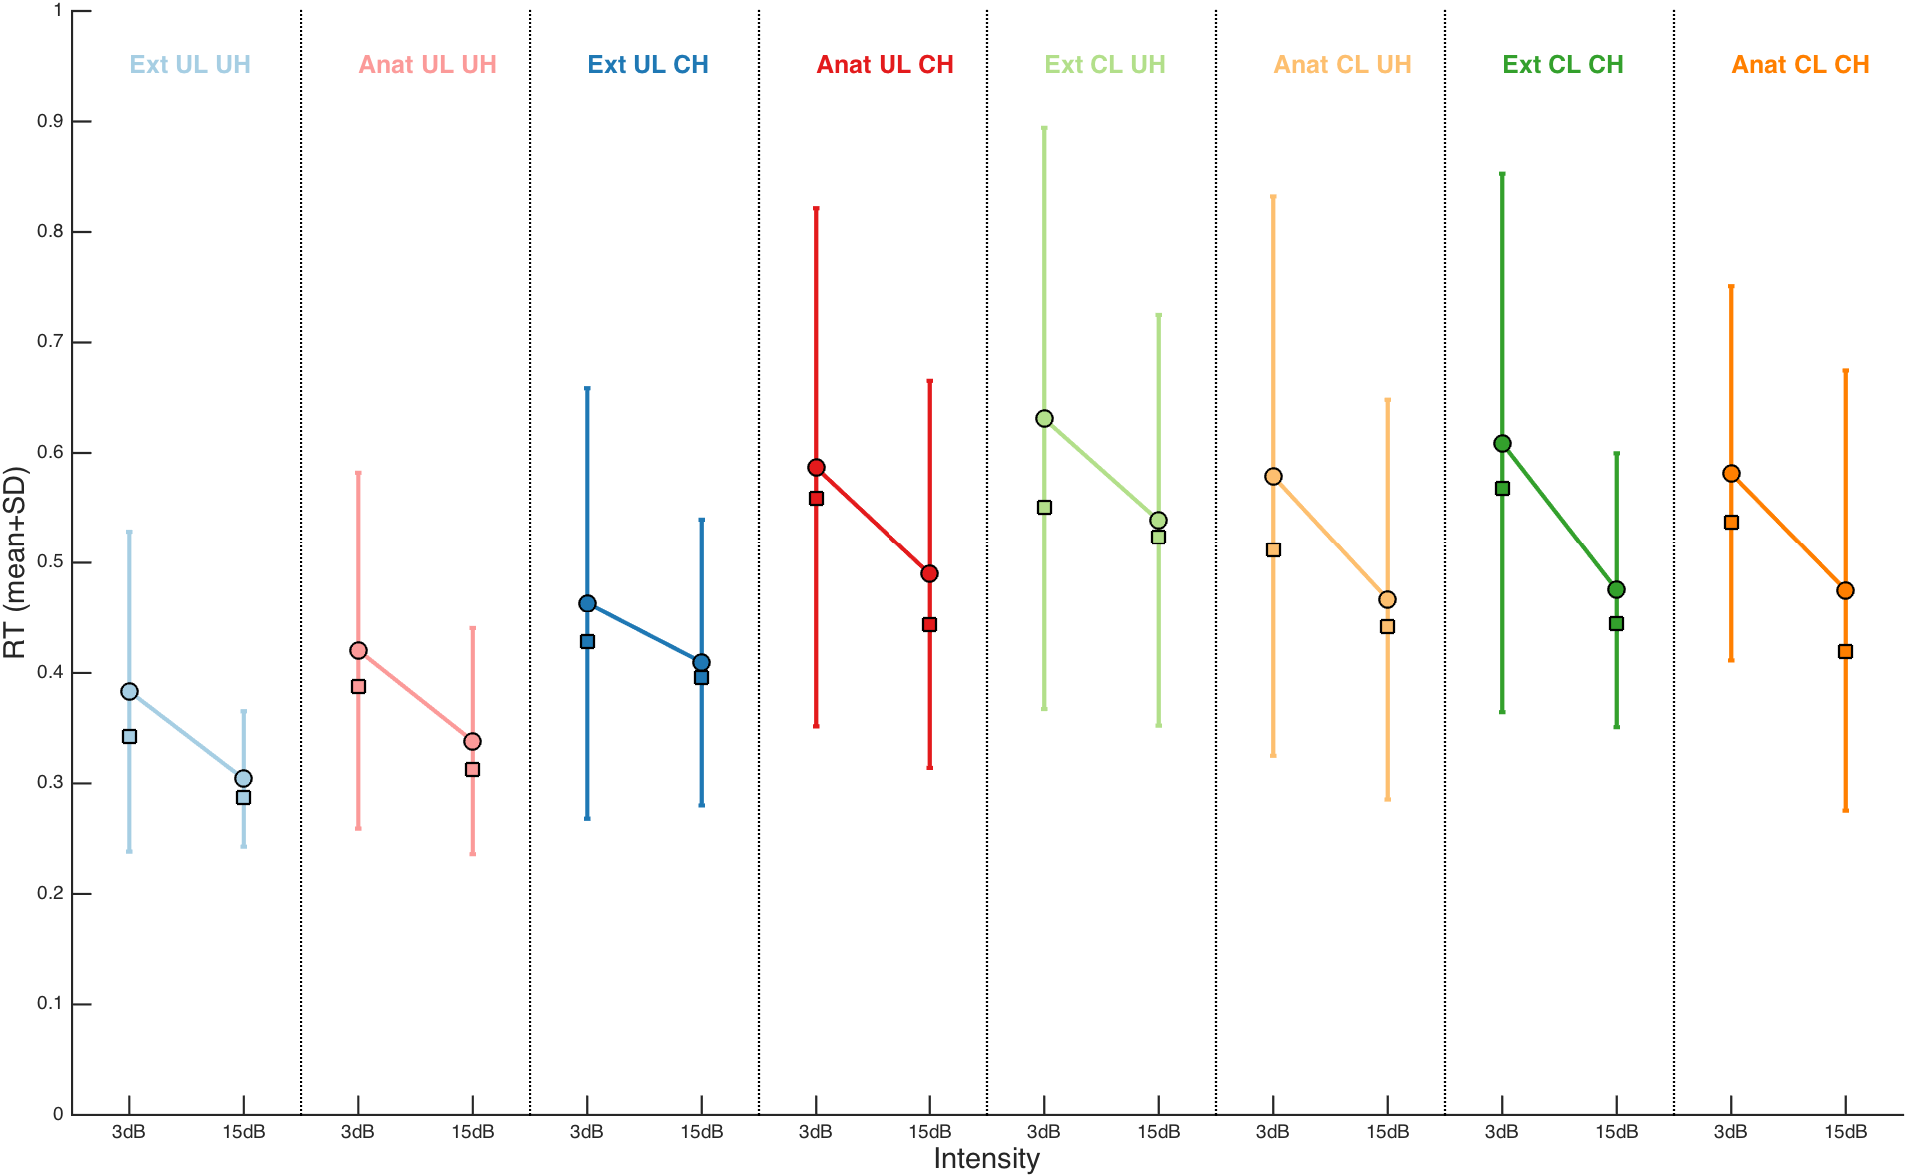 Ext UL UH
Anat UL UH
Ext UL CH
Anat UL CH
Ext CL UH
Anat CL UH
Ext CL CH
Anat CL CH
RT (mean+SD)
1
0.9
0.8
0.7
0.6
0.5
0.4
0.3
0.2
0.1
0
3dB 15dB 3dB 15dB 3dB 15dB 3dB 15dB 3dB 15dB 3dB 15dB 3dB 15dB 3dB 15dB
Intensity